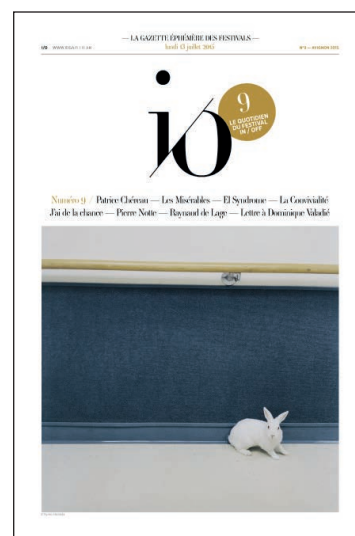 — LA GAZETTE ÉPHÉMÈRE DES FESTIVALS —
lundi 13 juillet 2015
io
9
LE QUOTIDIEN
DU FESTIVAL
IN / OFF
Numéro 9 / Patrice Chéreau — Les Misérables — El Syndrome — La Convivialité
J'ai de la chance — Pierre Notte — Raynaud de Lage — Lettre à Dominique Valadié